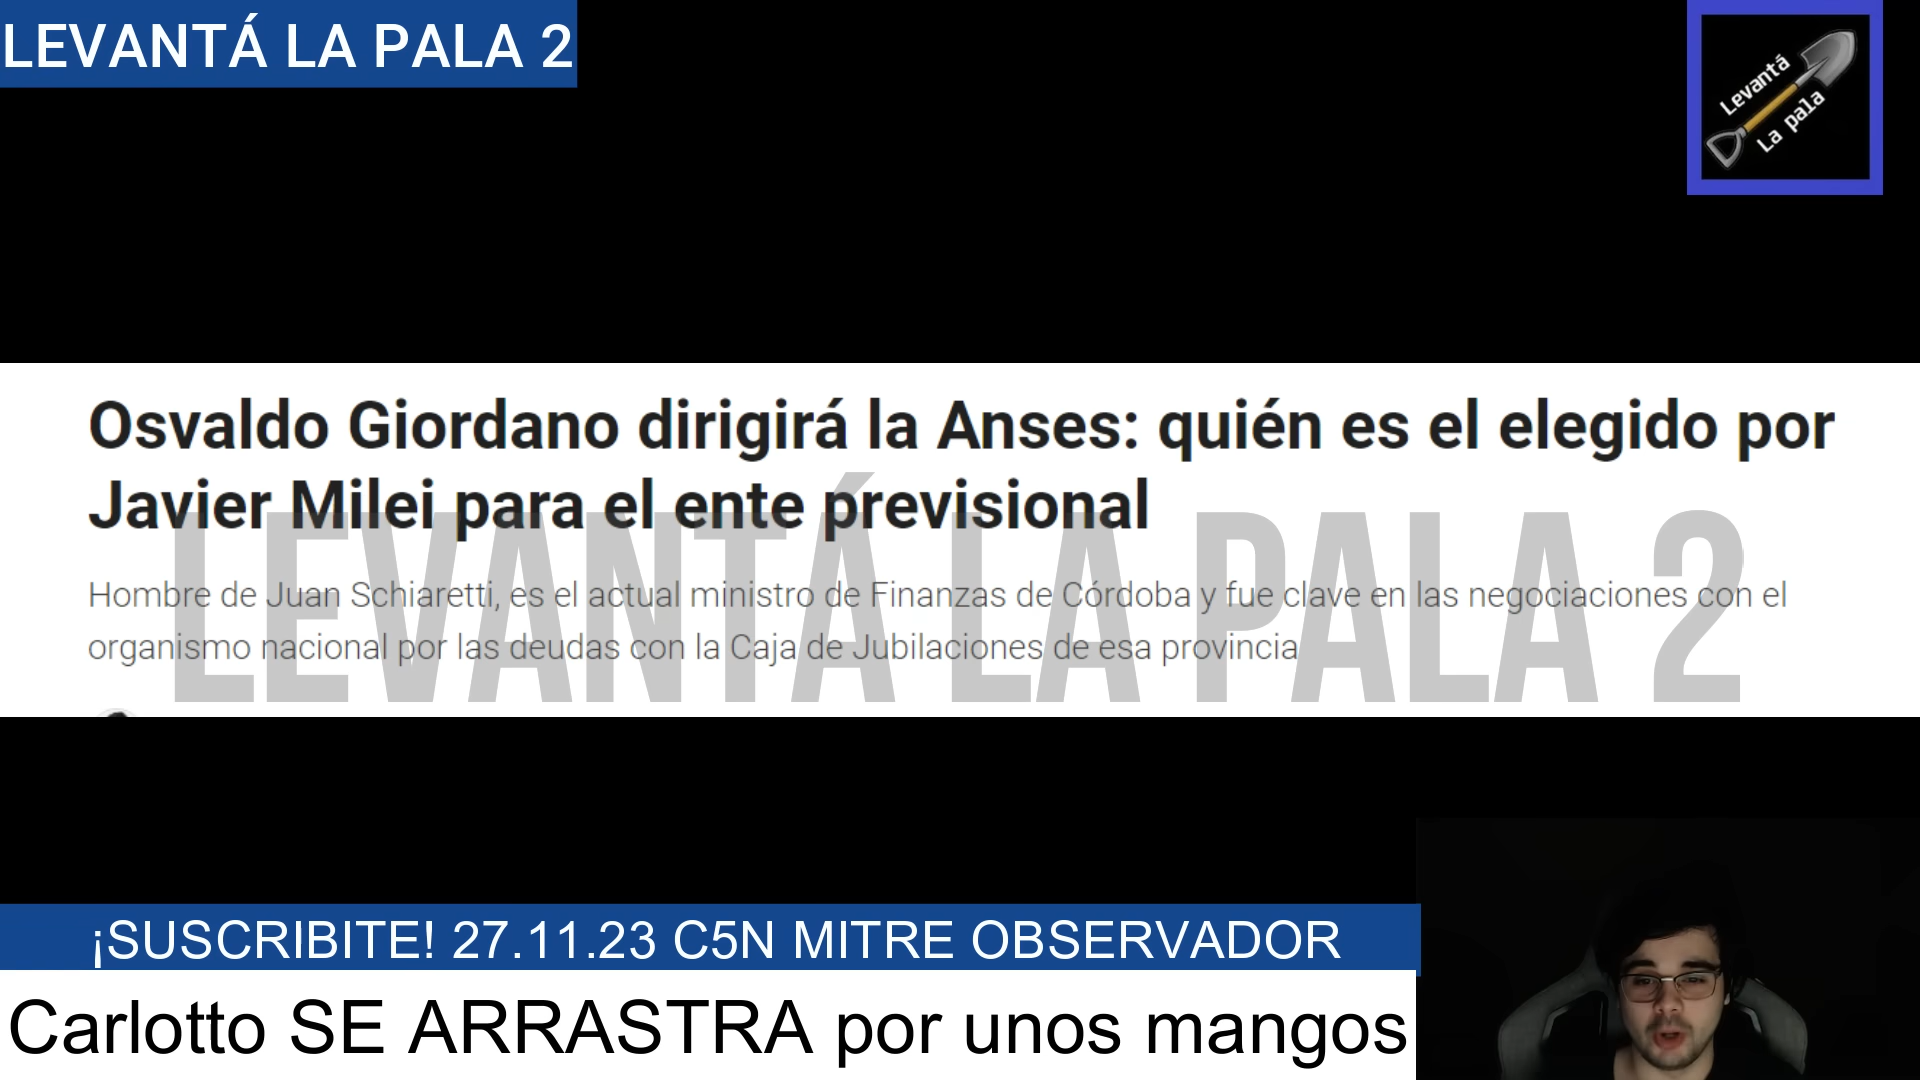 LEVANTÁ LA PALA 2
Levantá
La pala
Osvaldo Giordano dirigirá la Anses: quién es el elegido por
Javier Milei para el ente previsional
LEVANTÁ LA PALA 2
Hombre de Juan Schiaretti, es el actual ministro de Finanzas de Córdoba y fue clave en las negociaciones con el
organismo nacional por las deudas con la Caja de Jubilaciones de esa provincia
¡SUSCRIBITE! 27.11.23 C5N MITRE OBSERVADOR
Carlotto SE ARRASTRA por unos mangos